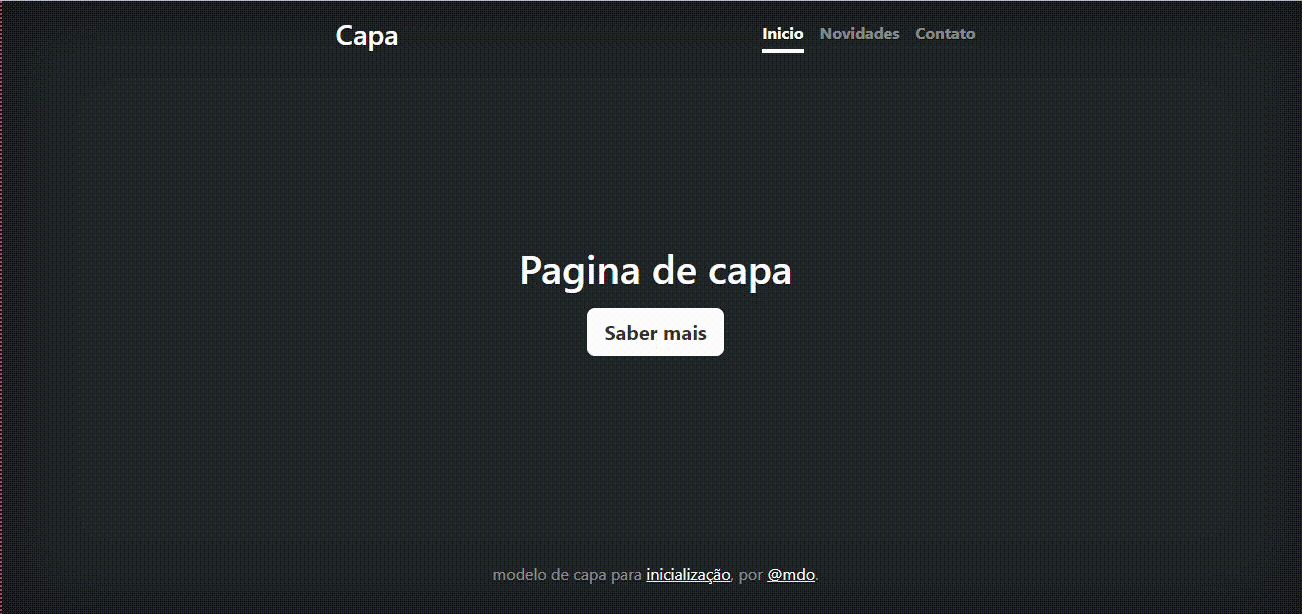 Capa
Inicio Novidades Contato
Pagina de capa
Saber mais
modelo de capa para inicialização, por @mdo.